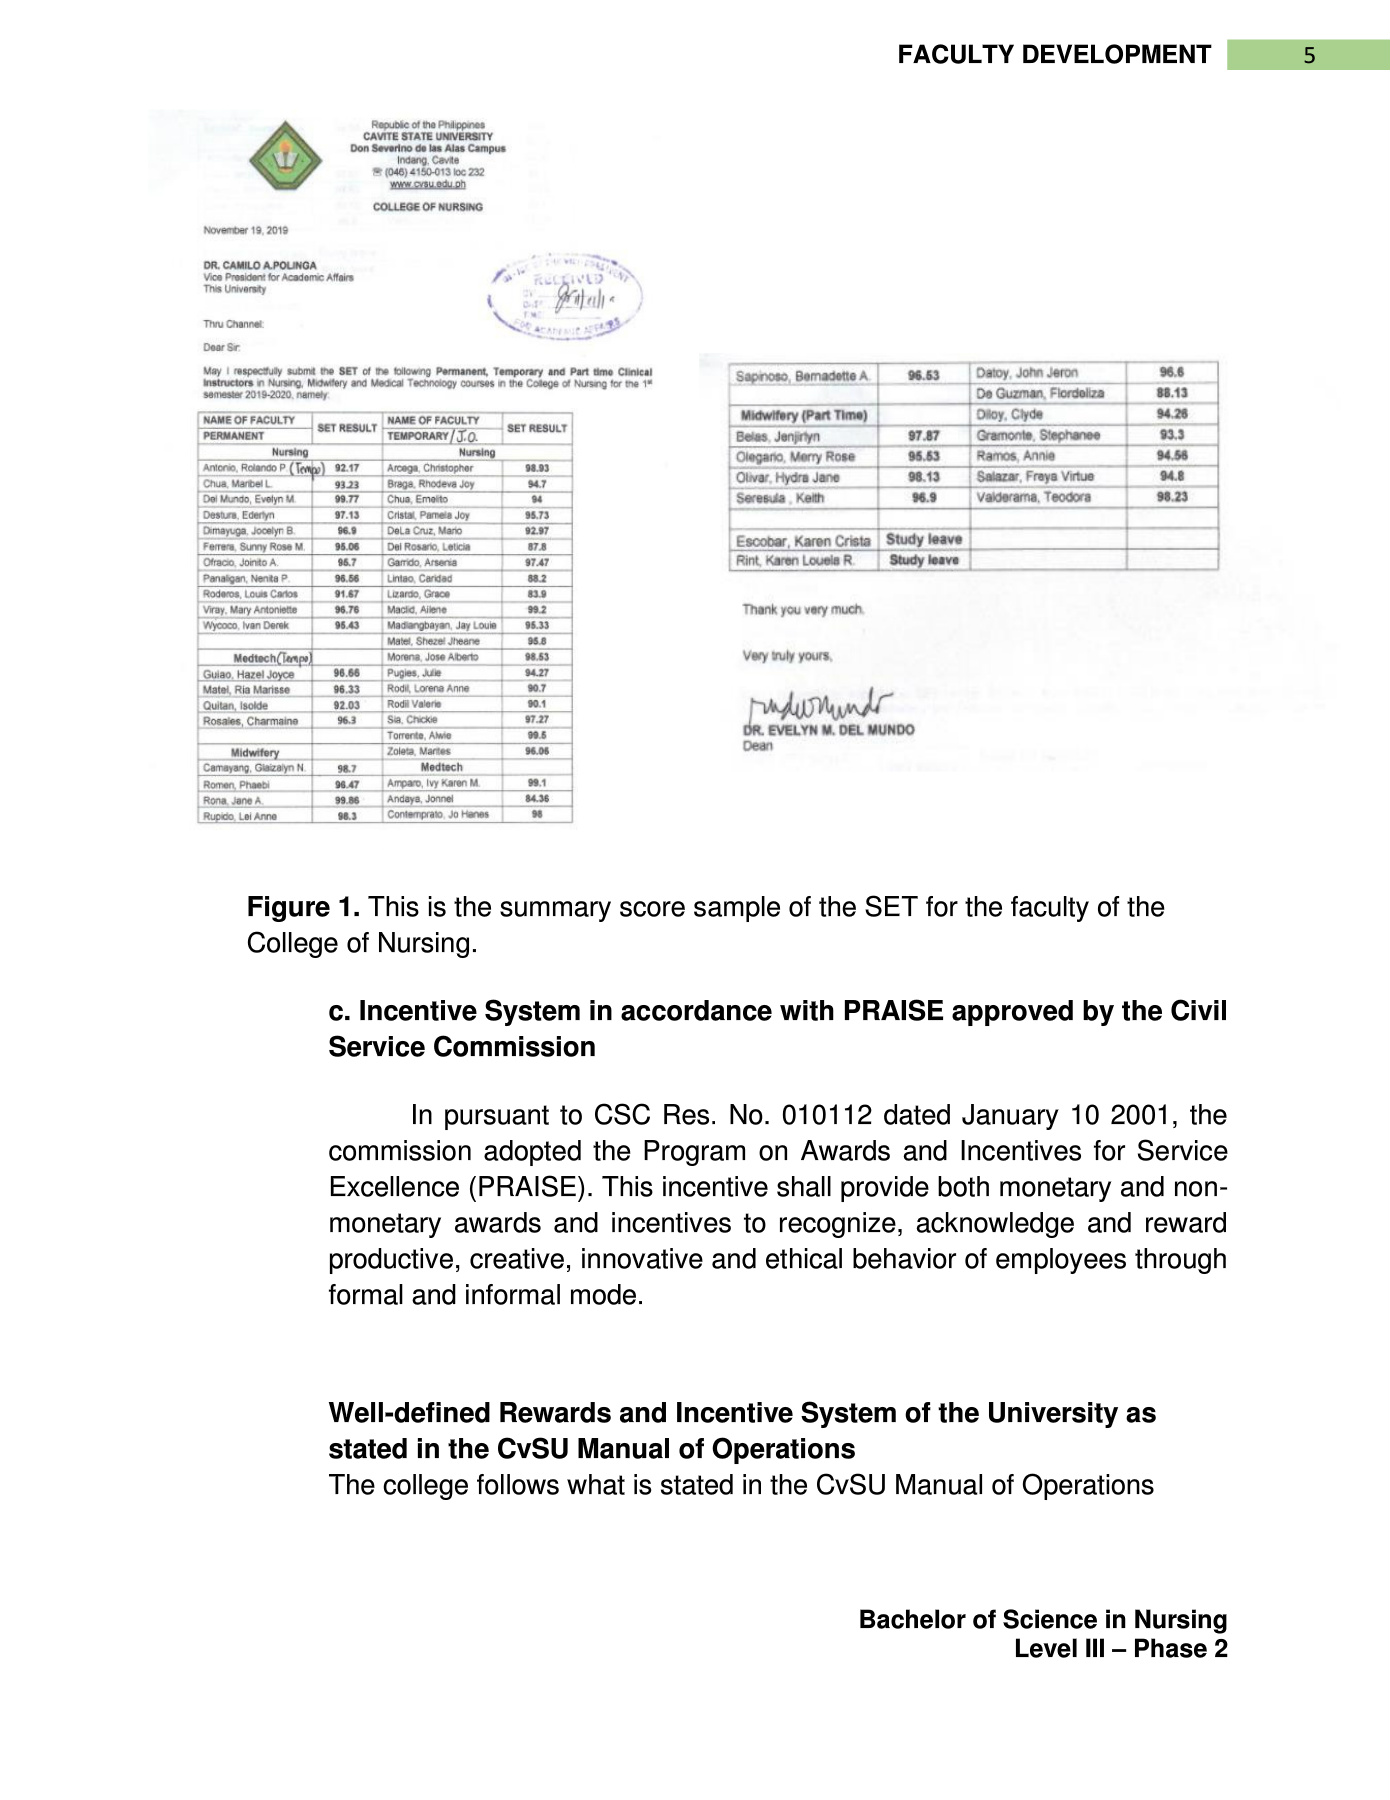 FACULTY DEVELOPMENT 5
Republic of the Philippines
CAVITE STATE UNIVERSITY
Don Severino de las Alas Campus
Indang, Cavite
(046) 4150-013 loc 232
www.cvsu.edu.ph
COLLEGE OF NURSING
November 19, 2019
DR. CAMILO A.POLINGA
Vice President for Academic Affairs
This University
RECEIVED
FOR ACADEMIC AFFAIRS
Thru Channel:
Dear Sir:
May I respectfully submit the SET of the following Permanent, Temporary and Part time Clinical
Instructors in Nursing, Midwifery and Medical Technology courses in the College of Nursing for the 1st
semester 2019-2020, namely:
NAME OF FACULTY SET RESULT NAME OF FACULTY SET RESULT
PERMANENT TEMPORARY/J.O.
Nursing Nursing
Antonio, Rolando P. (Tempo) 92.17 Arcega, Christopher 98.93
Chua, Maribel L. 93.23 Braga, Rhodeva Joy 94.7
Del Mundo, Evelyn M. 99.77 Chua, Emelito 94
Destura, Ederlyn 97.13 Cristal, Pamela Joy 95.73
Dimayuga, Jocelyn B. 96.9 DeLa Cruz, Mario 92.97
Ferrera, Sunny Rose M. 95.06 Del Rosario, Leticia 87.8
Ofracio, Joinito A. 95.7 Garrido, Arsenia 97.47
Panaligan, Nenita P. 96.56 Lintao, Caridad 88.2
Roderos, Louis Carlos 91.67 Lizardo, Grace 83.9
Viray, Mary Antoniette 96.76 Maclid, Ailene 99.2
Wycoco, Ivan Derek 95.43 Madlangbayan, Jay Louie 95.33
Matel, Shezel Jheane 95.8
Medtech(Tempo) Morena, Jose Alberto 98.53
Guiao, Hazel Joyce 96.66 Pugies, Julie 94.27
Matel, Ria Marisse 96.33 Rodil, Lorena Anne 90.7
Quitan, Isolde 92.03 Rodil Valerie 90.1
Rosales, Charmaine 96.3 Sia, Chickie 97.27
Torrente, Alwie 99.5
Midwifery Zoleta, Marites 96.06
Camayang, Glaizalyn N. 98.7 Medtech
Romen, Phaebi 96.47 Amparo, Ivy Karen M. 99.1
Rona, Jane A. 99.86 Andaya, Jonnel 84.36
Rupido, Lei Anne 98.3 Contemprato, Jo Hanes 98
Sapinoso, Bernadette A. 96.53 Datoy, John Jeron 96.6
De Guzman, Flordeliza 88.13
Midwifery (Part Time) Diloy, Clyde 94.26
Belas, Jenjirlyn 97.87 Gramonte, Stephanee 93.3
Olegario, Merry Rose 95.53 Ramos, Annie 94.56
Olivar, Hydra Jane 98.13 Salazar, Freya Virtue 94.8
Seresula , Keith 96.9 Valderama, Teodora 98.23
Escobar, Karen Crista Study leave
Rint, Karen Louela R. Study leave
Thank you very much.
Very truly yours,
DR. EVELYN M. DEL MUNDO
Dean
Figure 1. This is the summary score sample of the SET for the faculty of the
College of Nursing.
c. Incentive System in accordance with PRAISE approved by the Civil
Service Commission
In pursuant to CSC Res. No. 010112 dated January 10 2001, the
commission adopted the Program on Awards and Incentives for Service
Excellence (PRAISE). This incentive shall provide both monetary and non-
monetary awards and incentives to recognize, acknowledge and reward
productive, creative, innovative and ethical behavior of employees through
formal and informal mode.
Well-defined Rewards and Incentive System of the University as
stated in the CvSU Manual of Operations
The college follows what is stated in the CvSU Manual of Operations
Bachelor of Science in Nursing
Level III – Phase 2